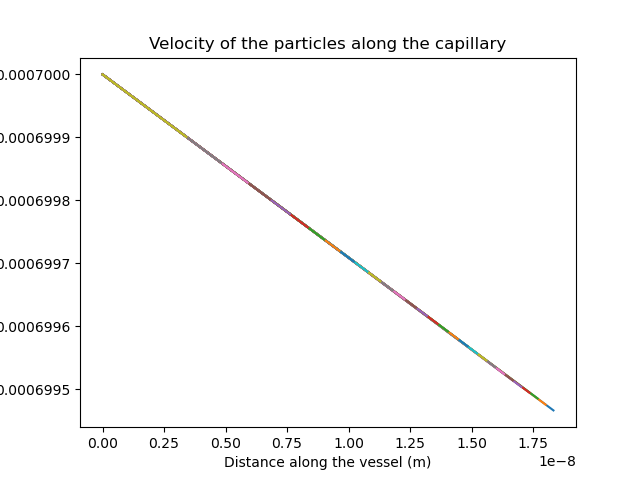 Velocity of the particles along the capillary
0.0007000
0.0006999
0.0006998
0.0006997
0.0006996
0.0006995
0.00 0.25 0.50 0.75 1.00 1.25 1.50 1.75
1e−8
Distance along the vessel (m)